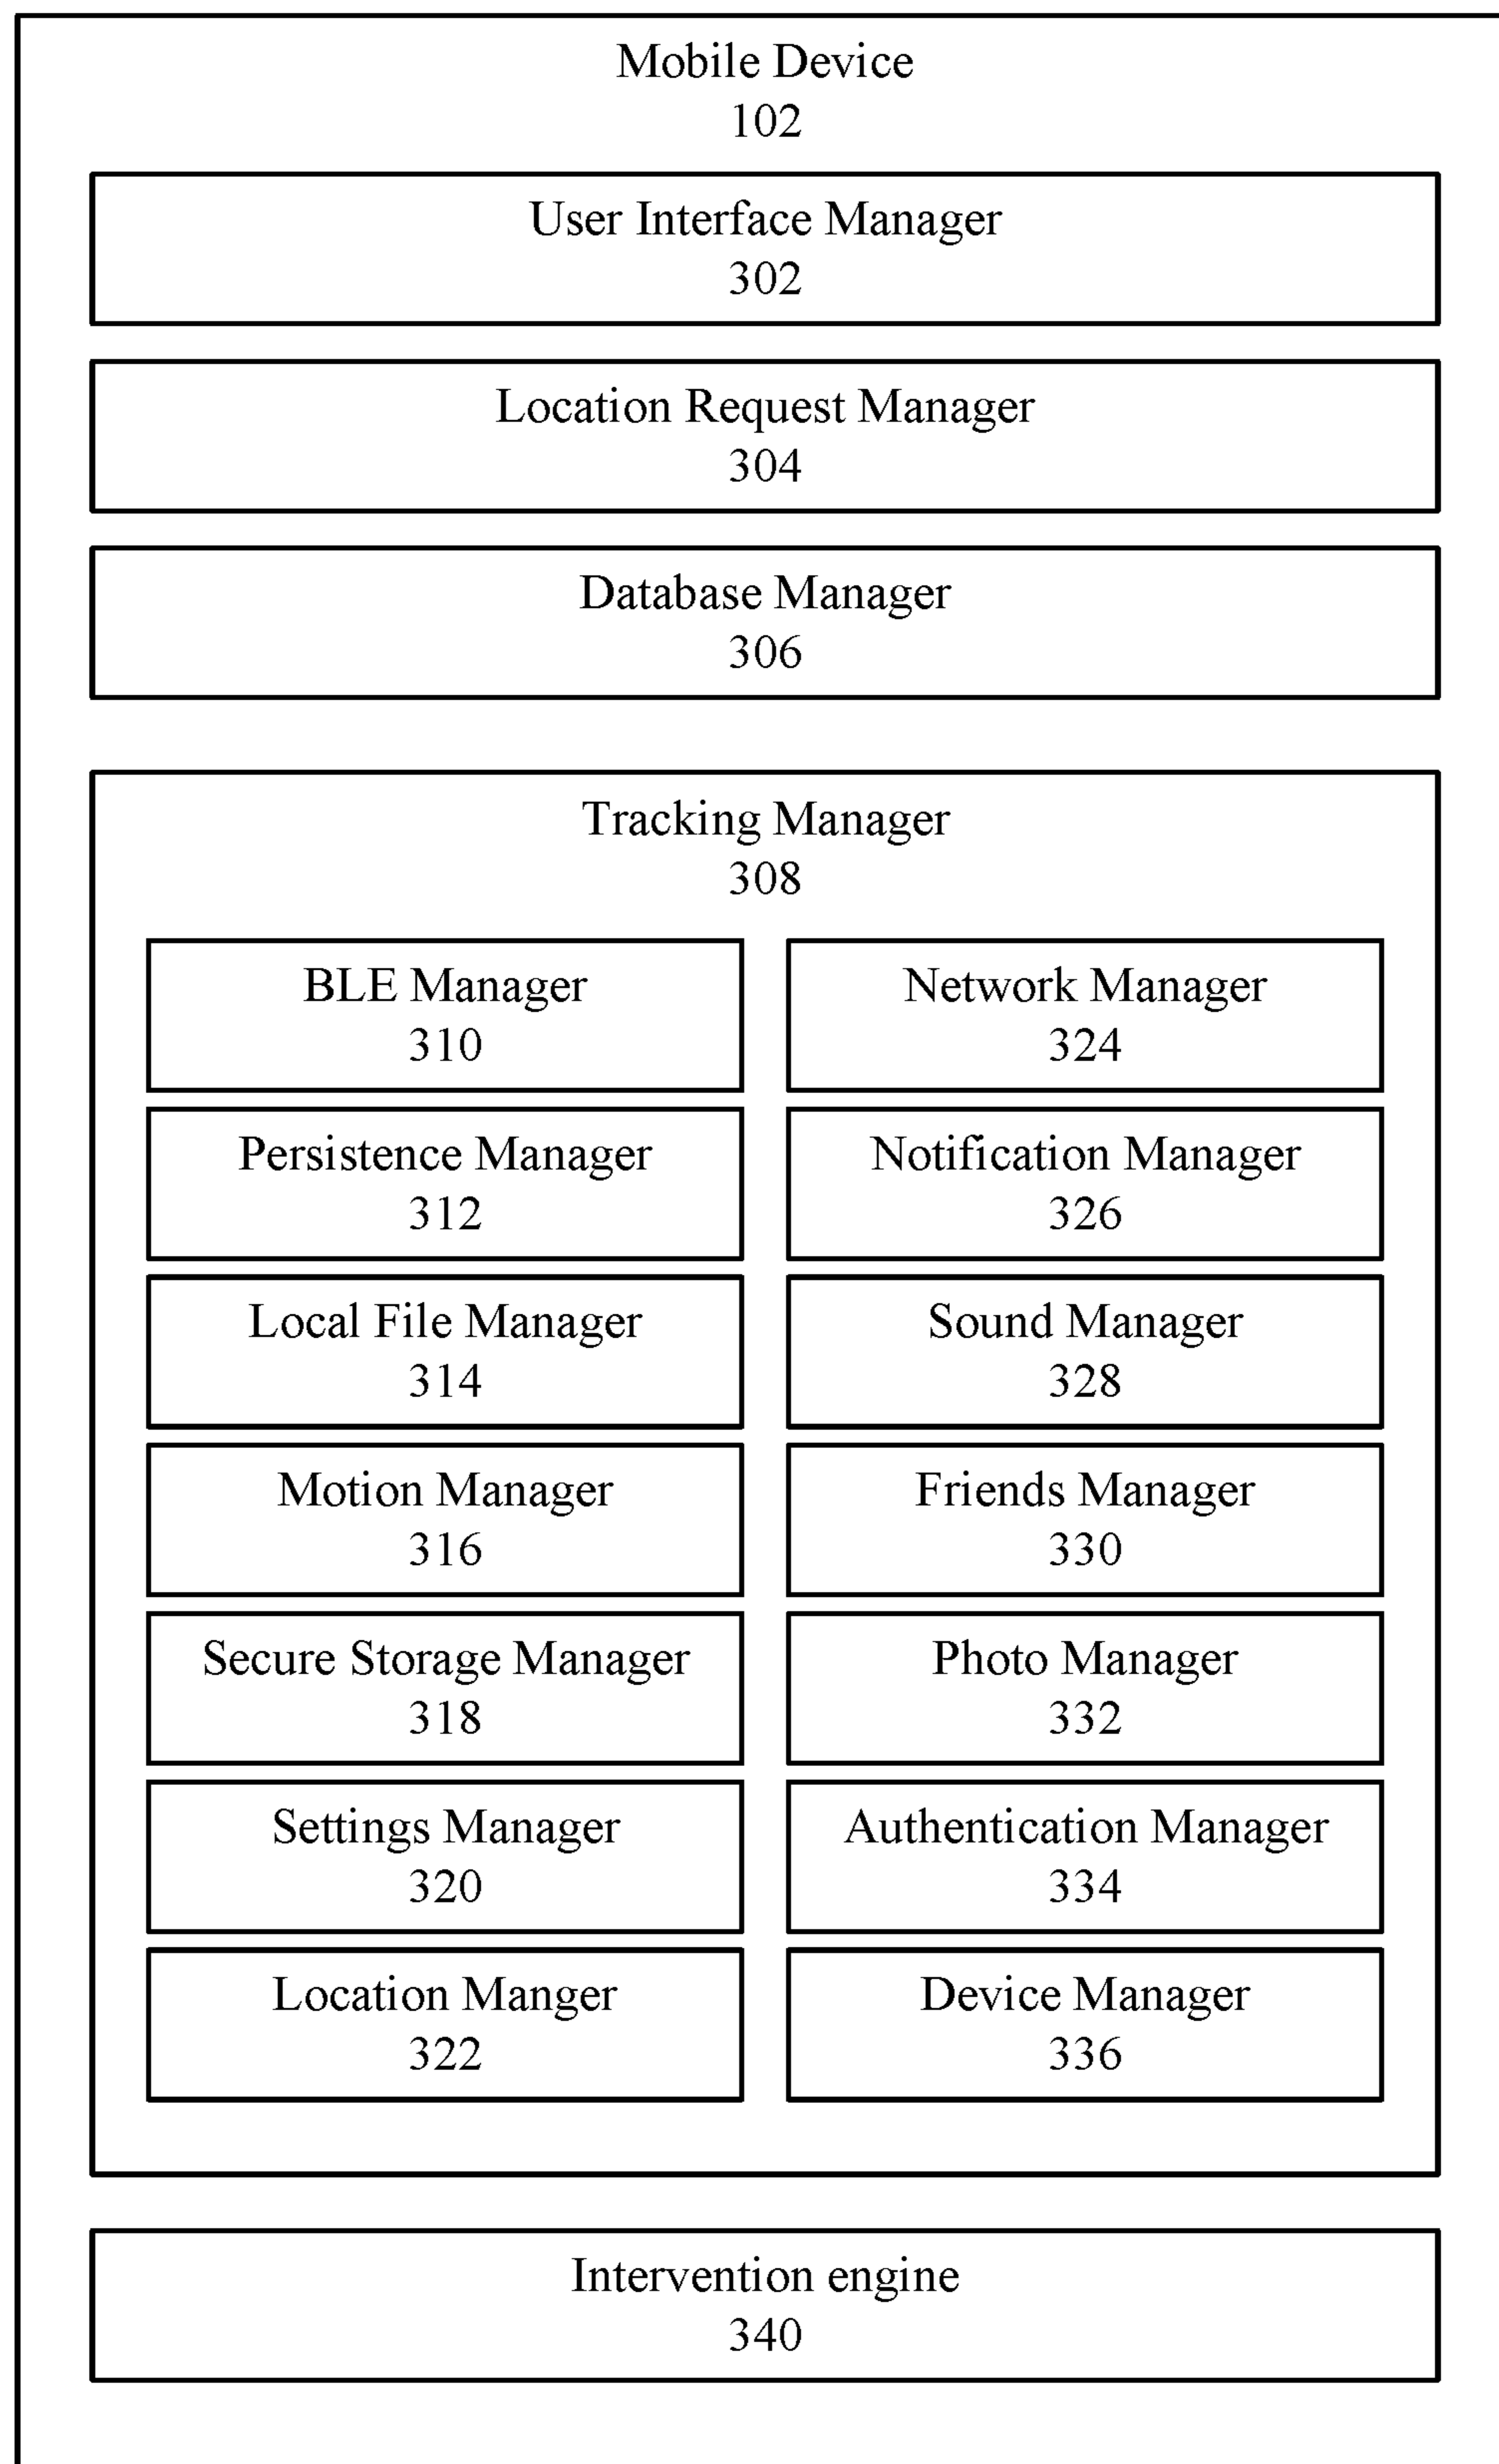 Mobile Device
102
User Interface Manager
302
Location Request Manager
304
Database Manager
306
Tracking Manager
308
BLE Manager
310
Network Manager
324
Persistence Manager
312
Notification Manager
326
Local File Manager
314
Sound Manager
328
Motion Manager
316
Friends Manager
330
Secure Storage Manager
318
Photo Manager
332
Settings Manager
320
Authentication Manager
334
Location Manger
322
Device Manager
336
Intervention engine
340